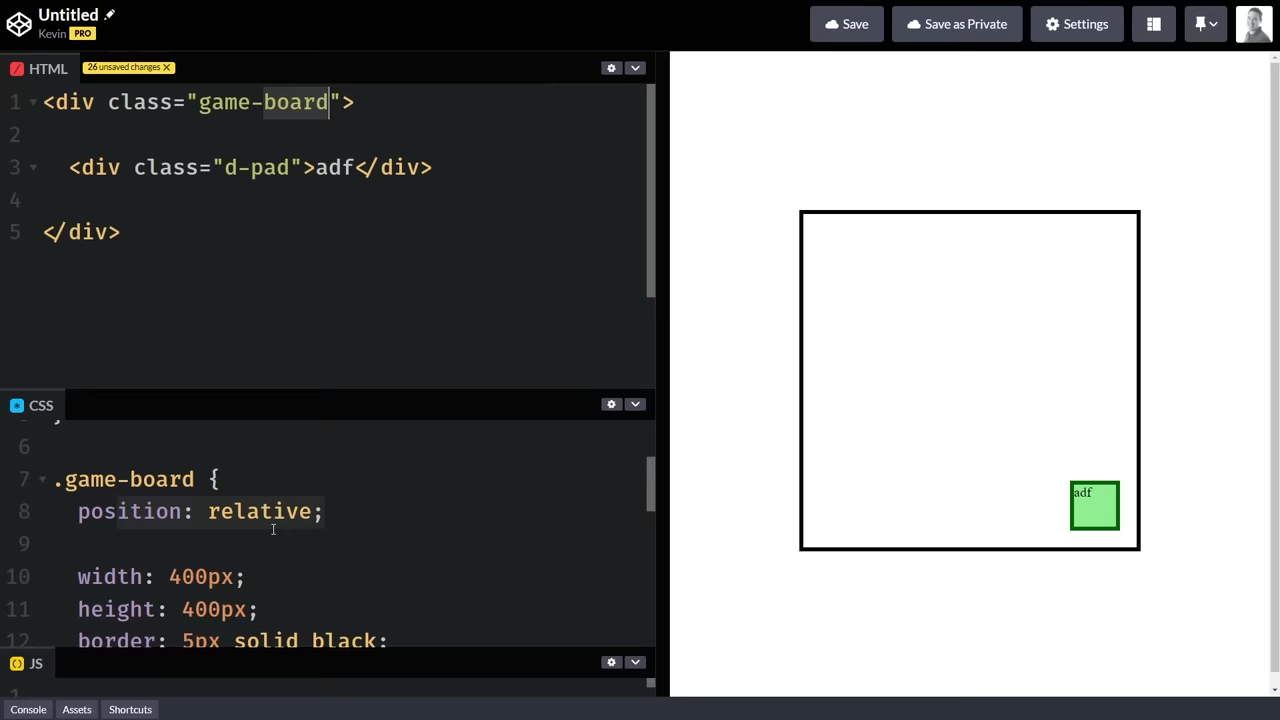 Untitled
Kevin PRO
Save
Save as Private
Settings
HTML
26 unsaved changes X
1 <div class="game-board">
2
3 <div class="d-pad">adf</div>
4
5 </div>
CSS
6
7 .game-board {
8 position: relative;
9
10 width: 400px;
11 height: 400px;
12 border: 5px solid black;
JS
1
Console Assets Shortcuts
adf